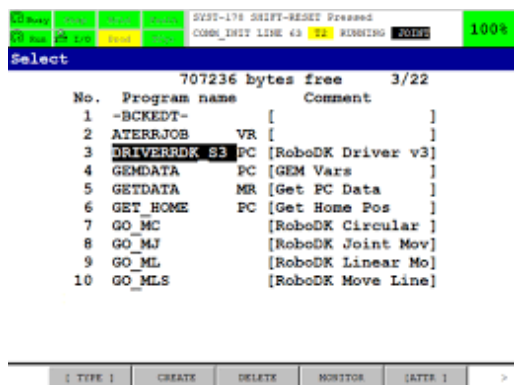 Busy Step Hold Fault SYST-178 SHIFT-RESET Pressed
Run I/O Prod TCyc COMM_INIT LINE 63 T2 RUNNING JOINT 100%
Select
707236 bytes free 3/22
No. Program name Comment
1 -BCKEDT- [ ]
2 ATERRJOB VR [ ]
3 DRIVERRDK_S3 PC [RoboDK Driver v3]
4 GEMDATA PC [GEM Vars ]
5 GETDATA MR [Get PC Data ]
6 GET_HOME PC [Get Home Pos ]
7 GO_MC [RoboDK Circular ]
8 GO_MJ [RoboDK Joint Mov]
9 GO_ML [RoboDK Linear Mo]
10 GO_MLS [RoboDK Move Line]
[ TYPE ] CREATE DELETE MONITOR [ATTR ] >